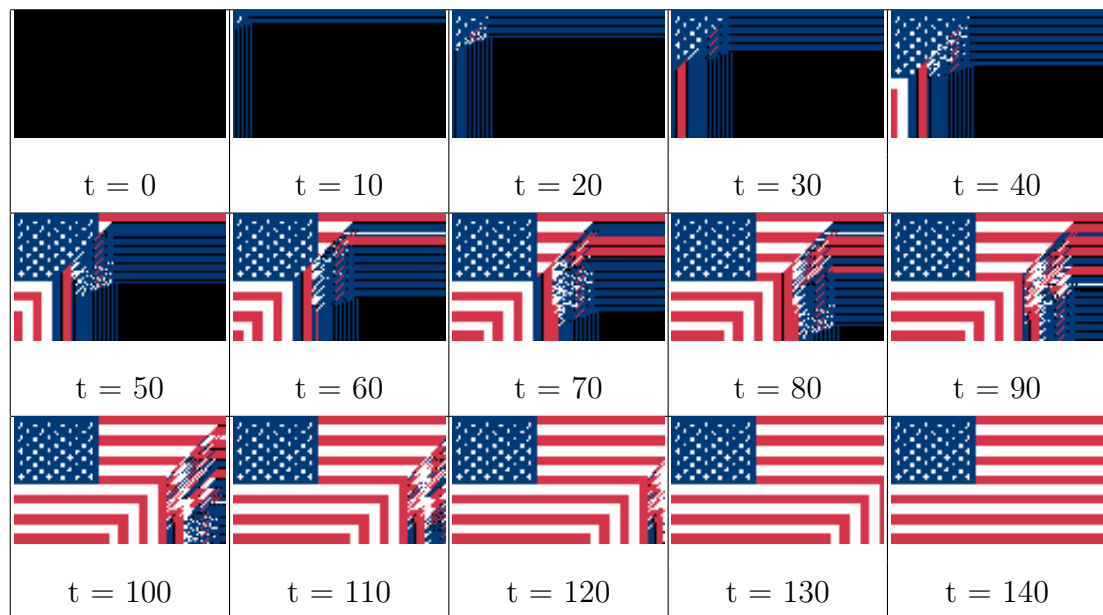 t = 0 t = 10 t = 20 t = 30 t = 40
t = 50 t = 60 t = 70 t = 80 t = 90
t = 100 t = 110 t = 120 t = 130 t = 140